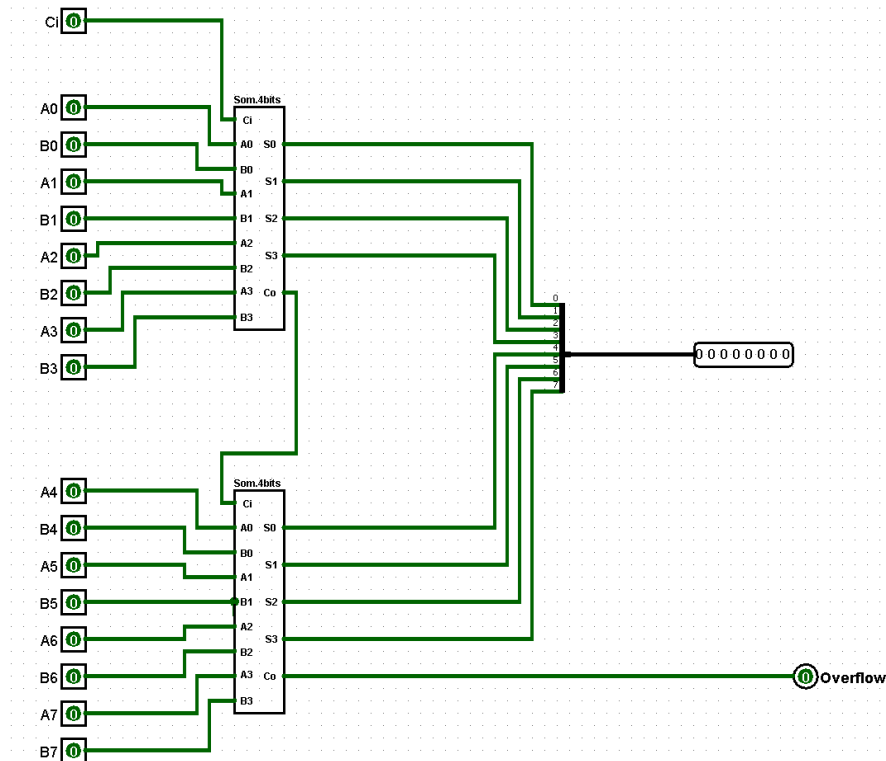 Ci 0
A0 0
B0 0
A1 0
B1 0
A2 0
B2 0
A3 0
B3 0
Som.4bits
Ci
A0 S0
B0
A1 S1
B1 S2
A2
B2 S3
A3 Co
B3
0
1
2
3
4
5
6
7
0 0 0 0 0 0 0 0
A4 0
B4 0
A5 0
B5 0
A6 0
B6 0
A7 0
B7 0
Som.4bits
Ci
A0 S0
B0
A1 S1
B1 S2
A2
B2 S3
A3 Co
B3
0 Overflow